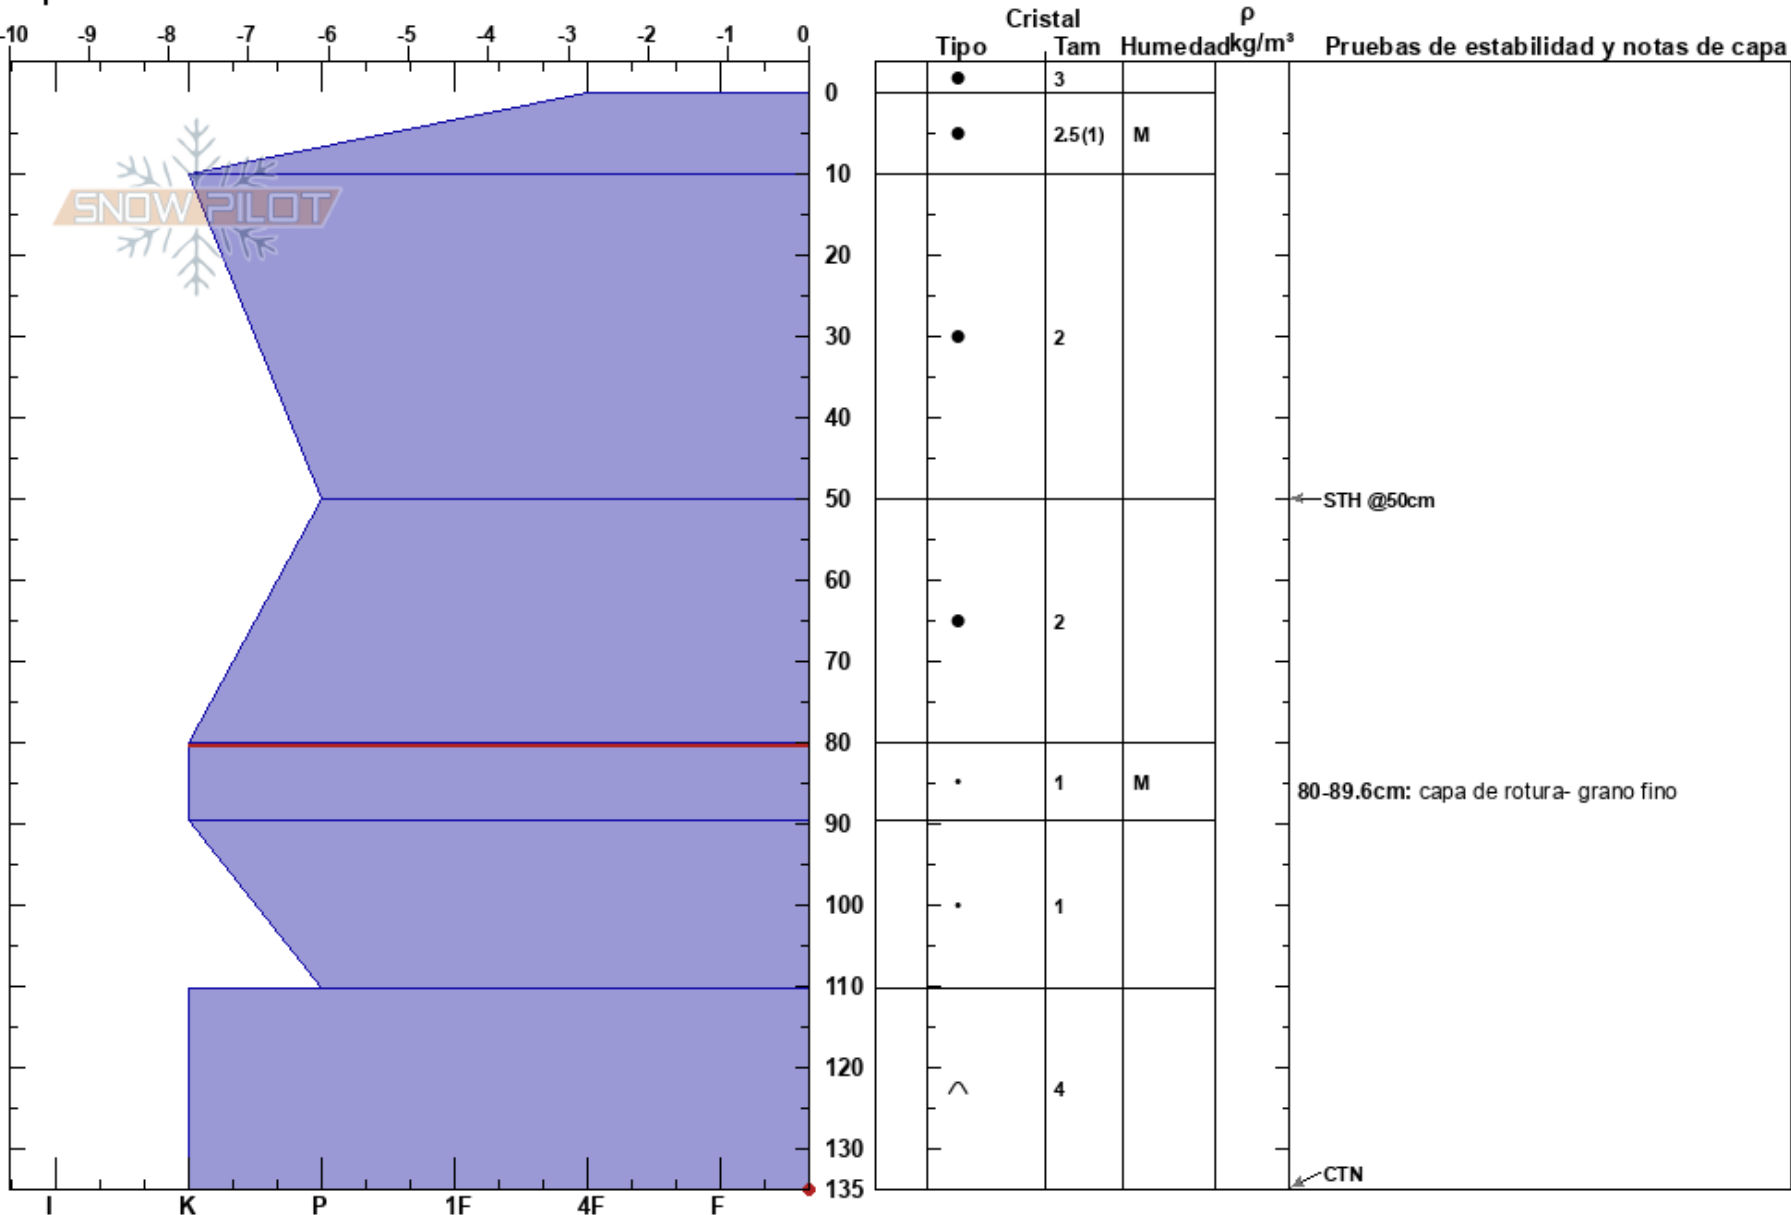 Cristal ρ
-10 -9 -8 -7 -6 -5 -4 -3 -2 -1 0 Tipo Tam Humedad kg/m³ Pruebas de estabilidad y notas de capa
3
0
2.5(1) M
10
SNOW PILOT
20
30 2
40
50 STH @50cm
60
2
70
80
1 M 80-89.6cm: capa de rotura- grano fino
90
100 1
110
120
4
130
CTN
135
I K P 1F 4F F